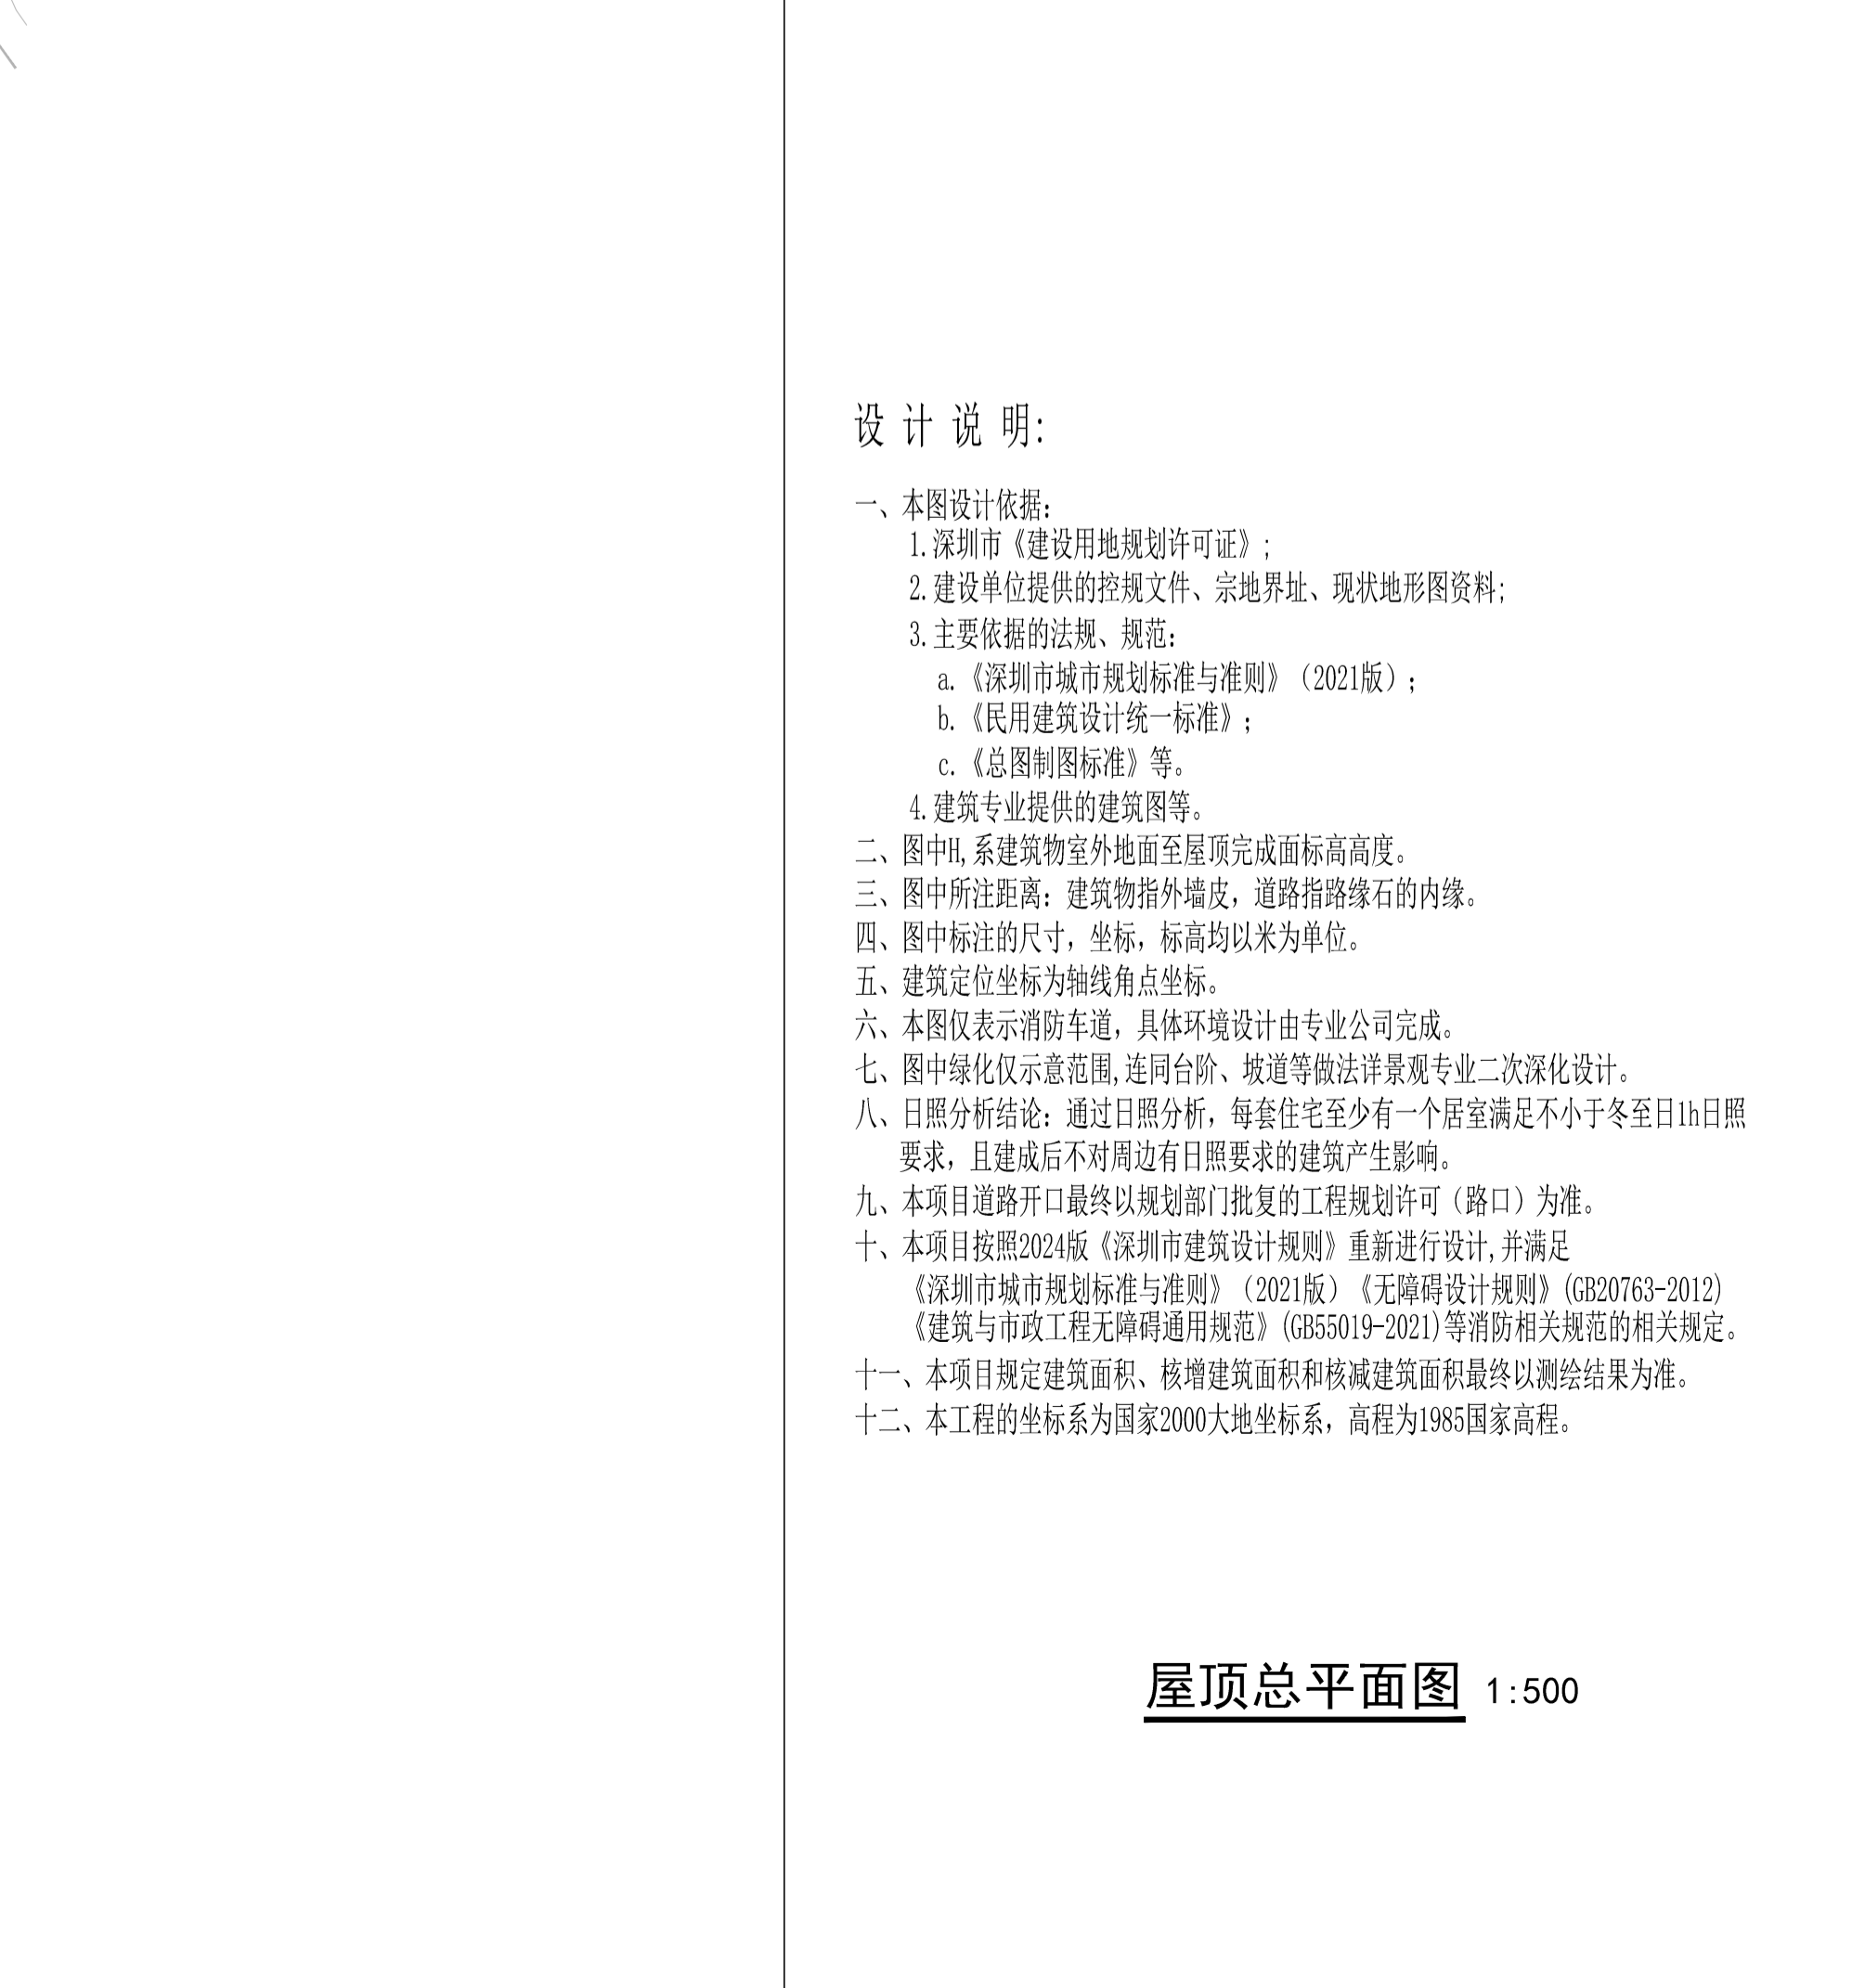 设 计 说 明:
一、本图设计依据:
1.深圳市《建设用地规划许可证》;
2.建设单位提供的控规文件、宗地界址、现状地形图资料;
3.主要依据的法规、规范:
a.《深圳市城市规划标准与准则》（2021版）;
b.《民用建筑设计统一标准》;
c.《总图制图标准》等。
4.建筑专业提供的建筑图等。
二、图中H,系建筑物室外地面至屋顶完成面标高高度。
三、图中所注距离: 建筑物指外墙皮，道路指路缘石的内缘。
四、图中标注的尺寸，坐标，标高均以米为单位。
五、建筑定位坐标为轴线角点坐标。
六、本图仅表示消防车道，具体环境设计由专业公司完成。
七、图中绿化仅示意范围,连同台阶、坡道等做法详景观专业二次深化设计。
八、日照分析结论: 通过日照分析，每套住宅至少有一个居室满足不小于冬至日1h日照
要求，且建成后不对周边有日照要求的建筑产生影响。
九、本项目道路开口最终以规划部门批复的工程规划许可（路口）为准。
十、本项目按照2024版《深圳市建筑设计规则》重新进行设计,并满足
《深圳市城市规划标准与准则》（2021版）《无障碍设计规则》(GB20763-2012)
《建筑与市政工程无障碍通用规范》(GB55019-2021)等消防相关规范的相关规定。
十一、本项目规定建筑面积、核增建筑面积和核减建筑面积最终以测绘结果为准。
十二、本工程的坐标系为国家2000大地坐标系，高程为1985国家高程。
屋顶总平面图 1:500